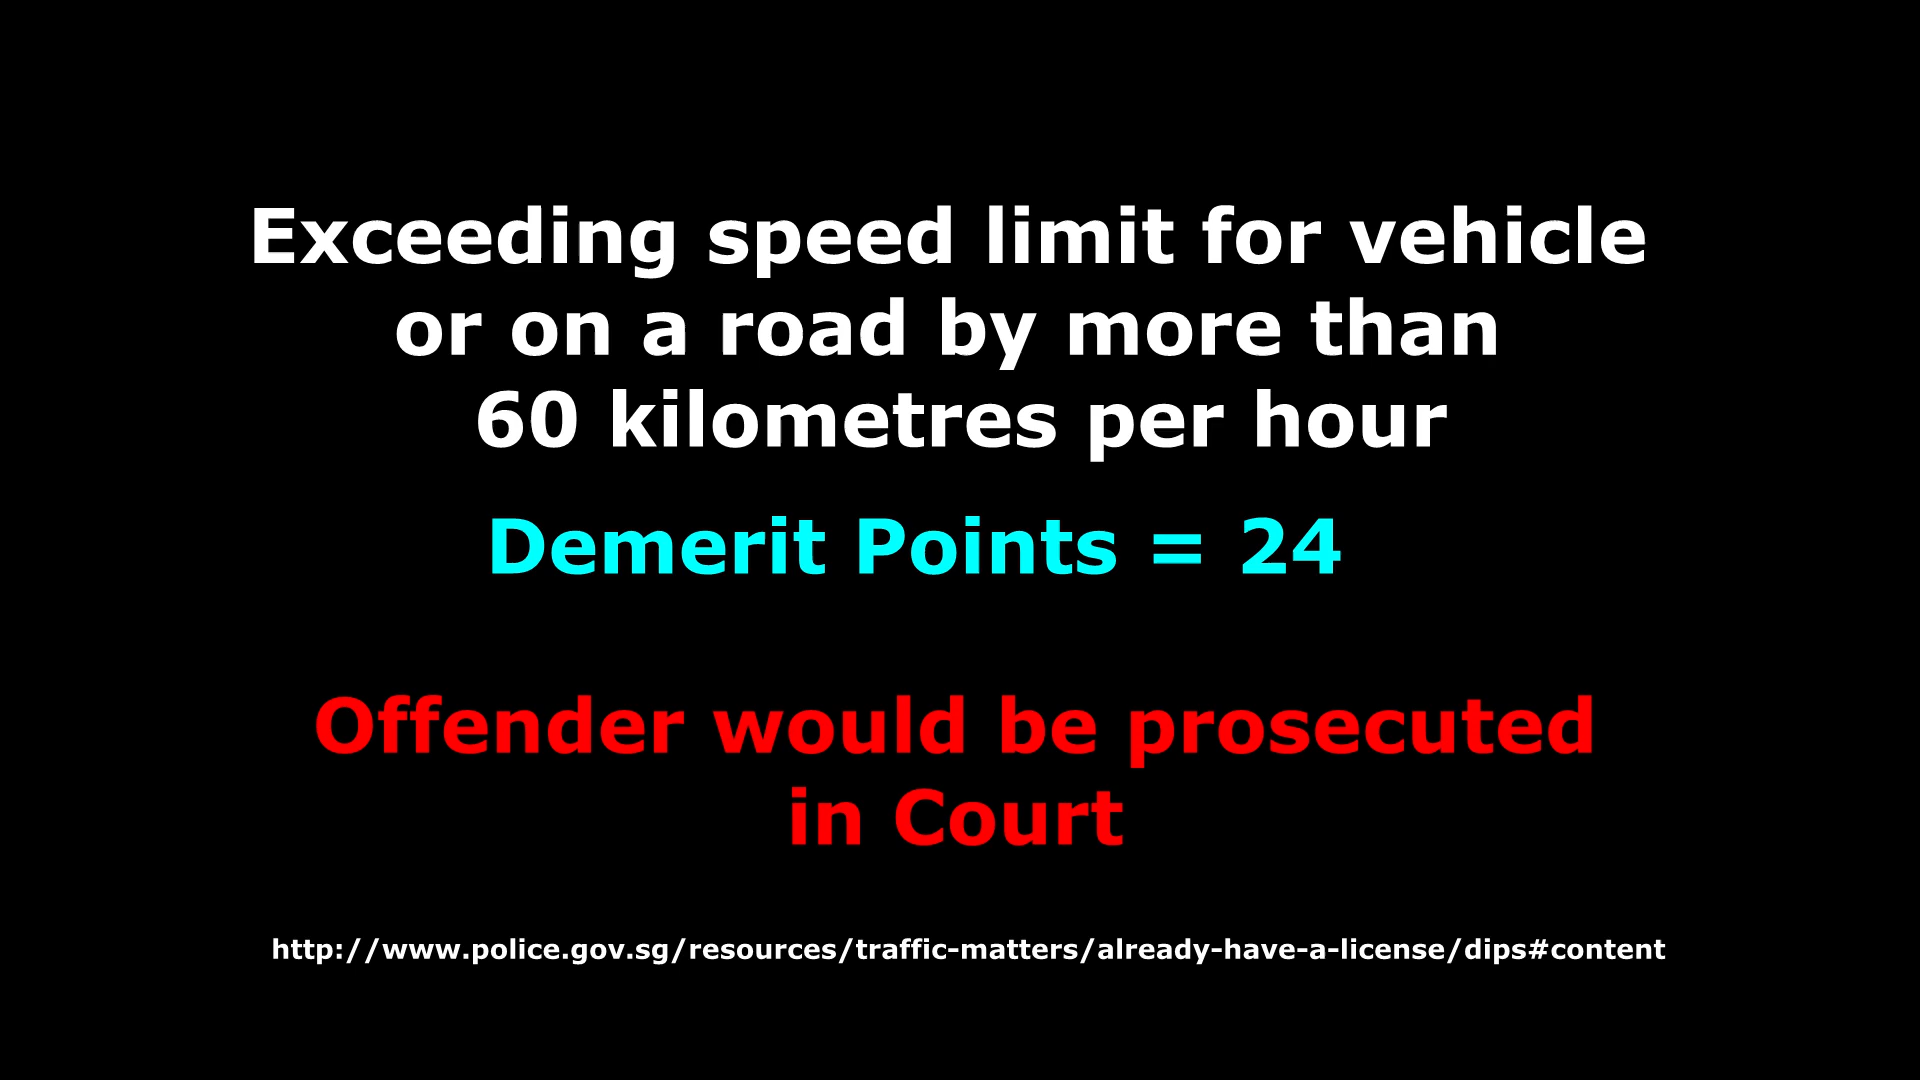 Exceeding speed limit for vehicle
or on a road by more than
60 kilometres per hour
Demerit Points = 24
Offender would be prosecuted
in Court
http://www.police.gov.sg/resources/traffic-matters/already-have-a-license/dips#content